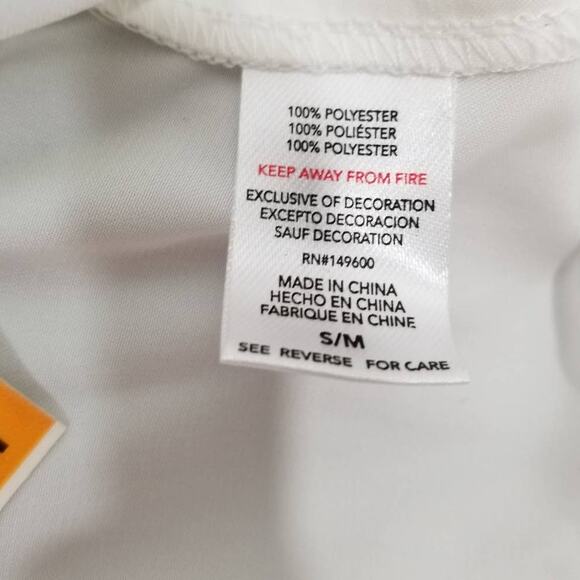 100% POLYESTER
100% POLIÉSTER
100% POLYESTER
KEEP AWAY FROM FIRE
EXCLUSIVE OF DECORATION
EXCEPTO DECORACION
SAUF DECORATION
RN#149600
MADE IN CHINA
HECHO EN CHINA
FABRIQUE EN CHINE
S/M
SEE REVERSE FOR CARE